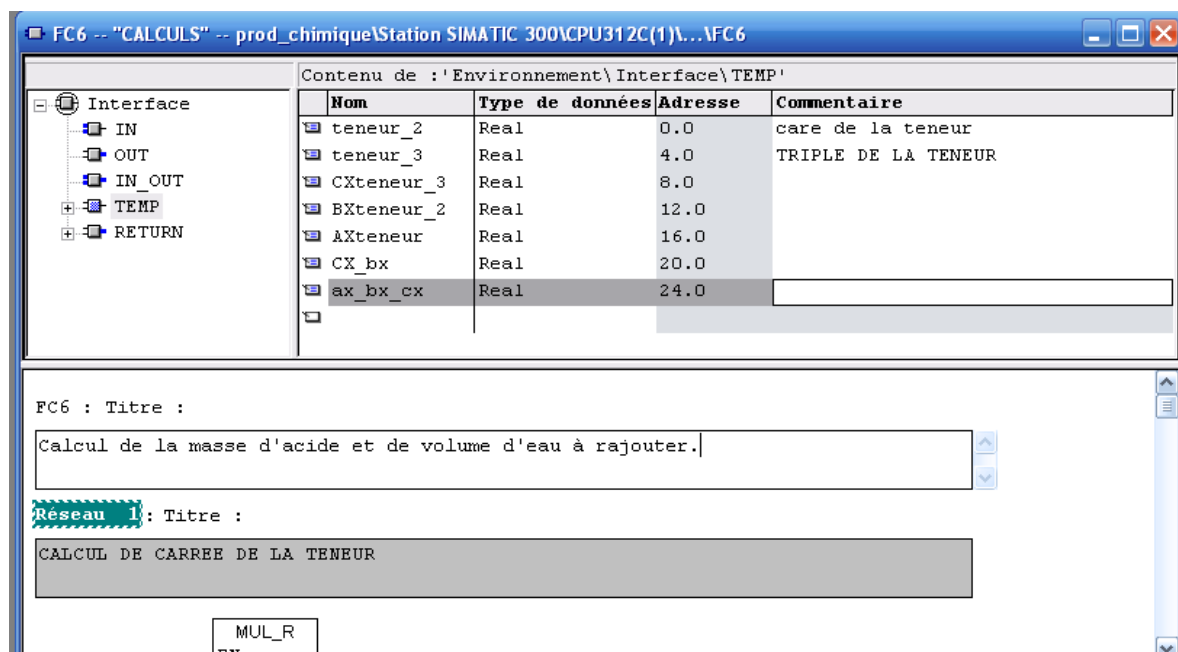 FC6 -- "CALCULS" -- prod_chimique\Station SIMATIC 300\CPU312C(1)\...\FC6
Contenu de :'Environnement\Interface\TEMP'
Interface
IN
OUT
IN_OUT
TEMP
RETURN
Nom Type de données Adresse Commentaire
teneur_2 Real 0.0 care de la teneur
teneur_3 Real 4.0 TRIPLE DE LA TENEUR
CXteneur_3 Real 8.0
BXteneur_2 Real 12.0
AXteneur Real 16.0
CX_bx Real 20.0
ax_bx_cx Real 24.0
FC6 : Titre :
Calcul de la masse d'acide et de volume d'eau à rajouter.
Réseau 1: Titre :
CALCUL DE CARREE DE LA TENEUR
MUL_R